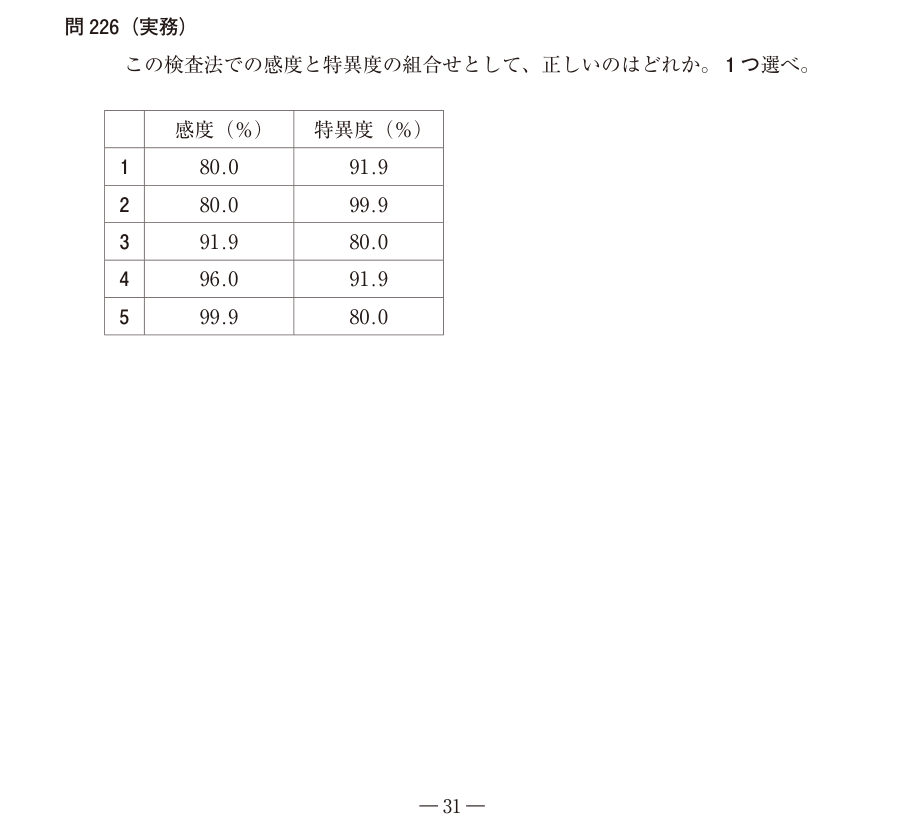 問 226（実務）
この検査法での感度と特異度の組合せとして、正しいのはどれか。1つ選べ。
感度（%） 特異度（%）
1 80.0 91.9
2 80.0 99.9
3 91.9 80.0
4 96.0 91.9
5 99.9 80.0
― 31 ―